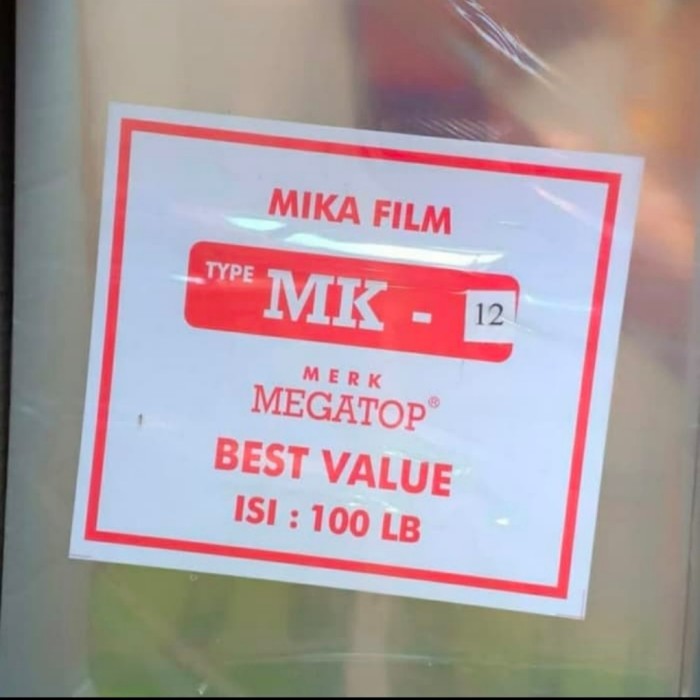 MIKA FILM
TYPE MK - 12
MERK
MEGATOP®
BEST VALUE
ISI : 100 LB